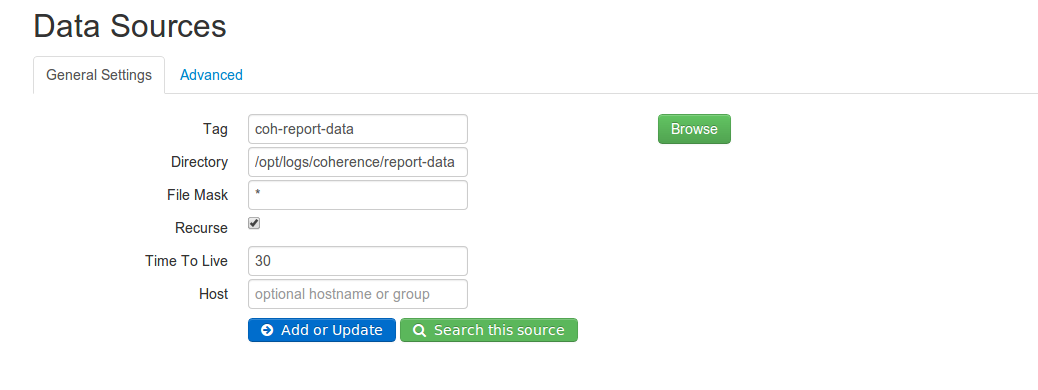 Data Sources
General Settings Advanced
Tag coh-report-data Browse
Directory /opt/logs/coherence/report-data
File Mask *
Recurse
Time To Live 30
Host optional hostname or group
Add or Update Search this source